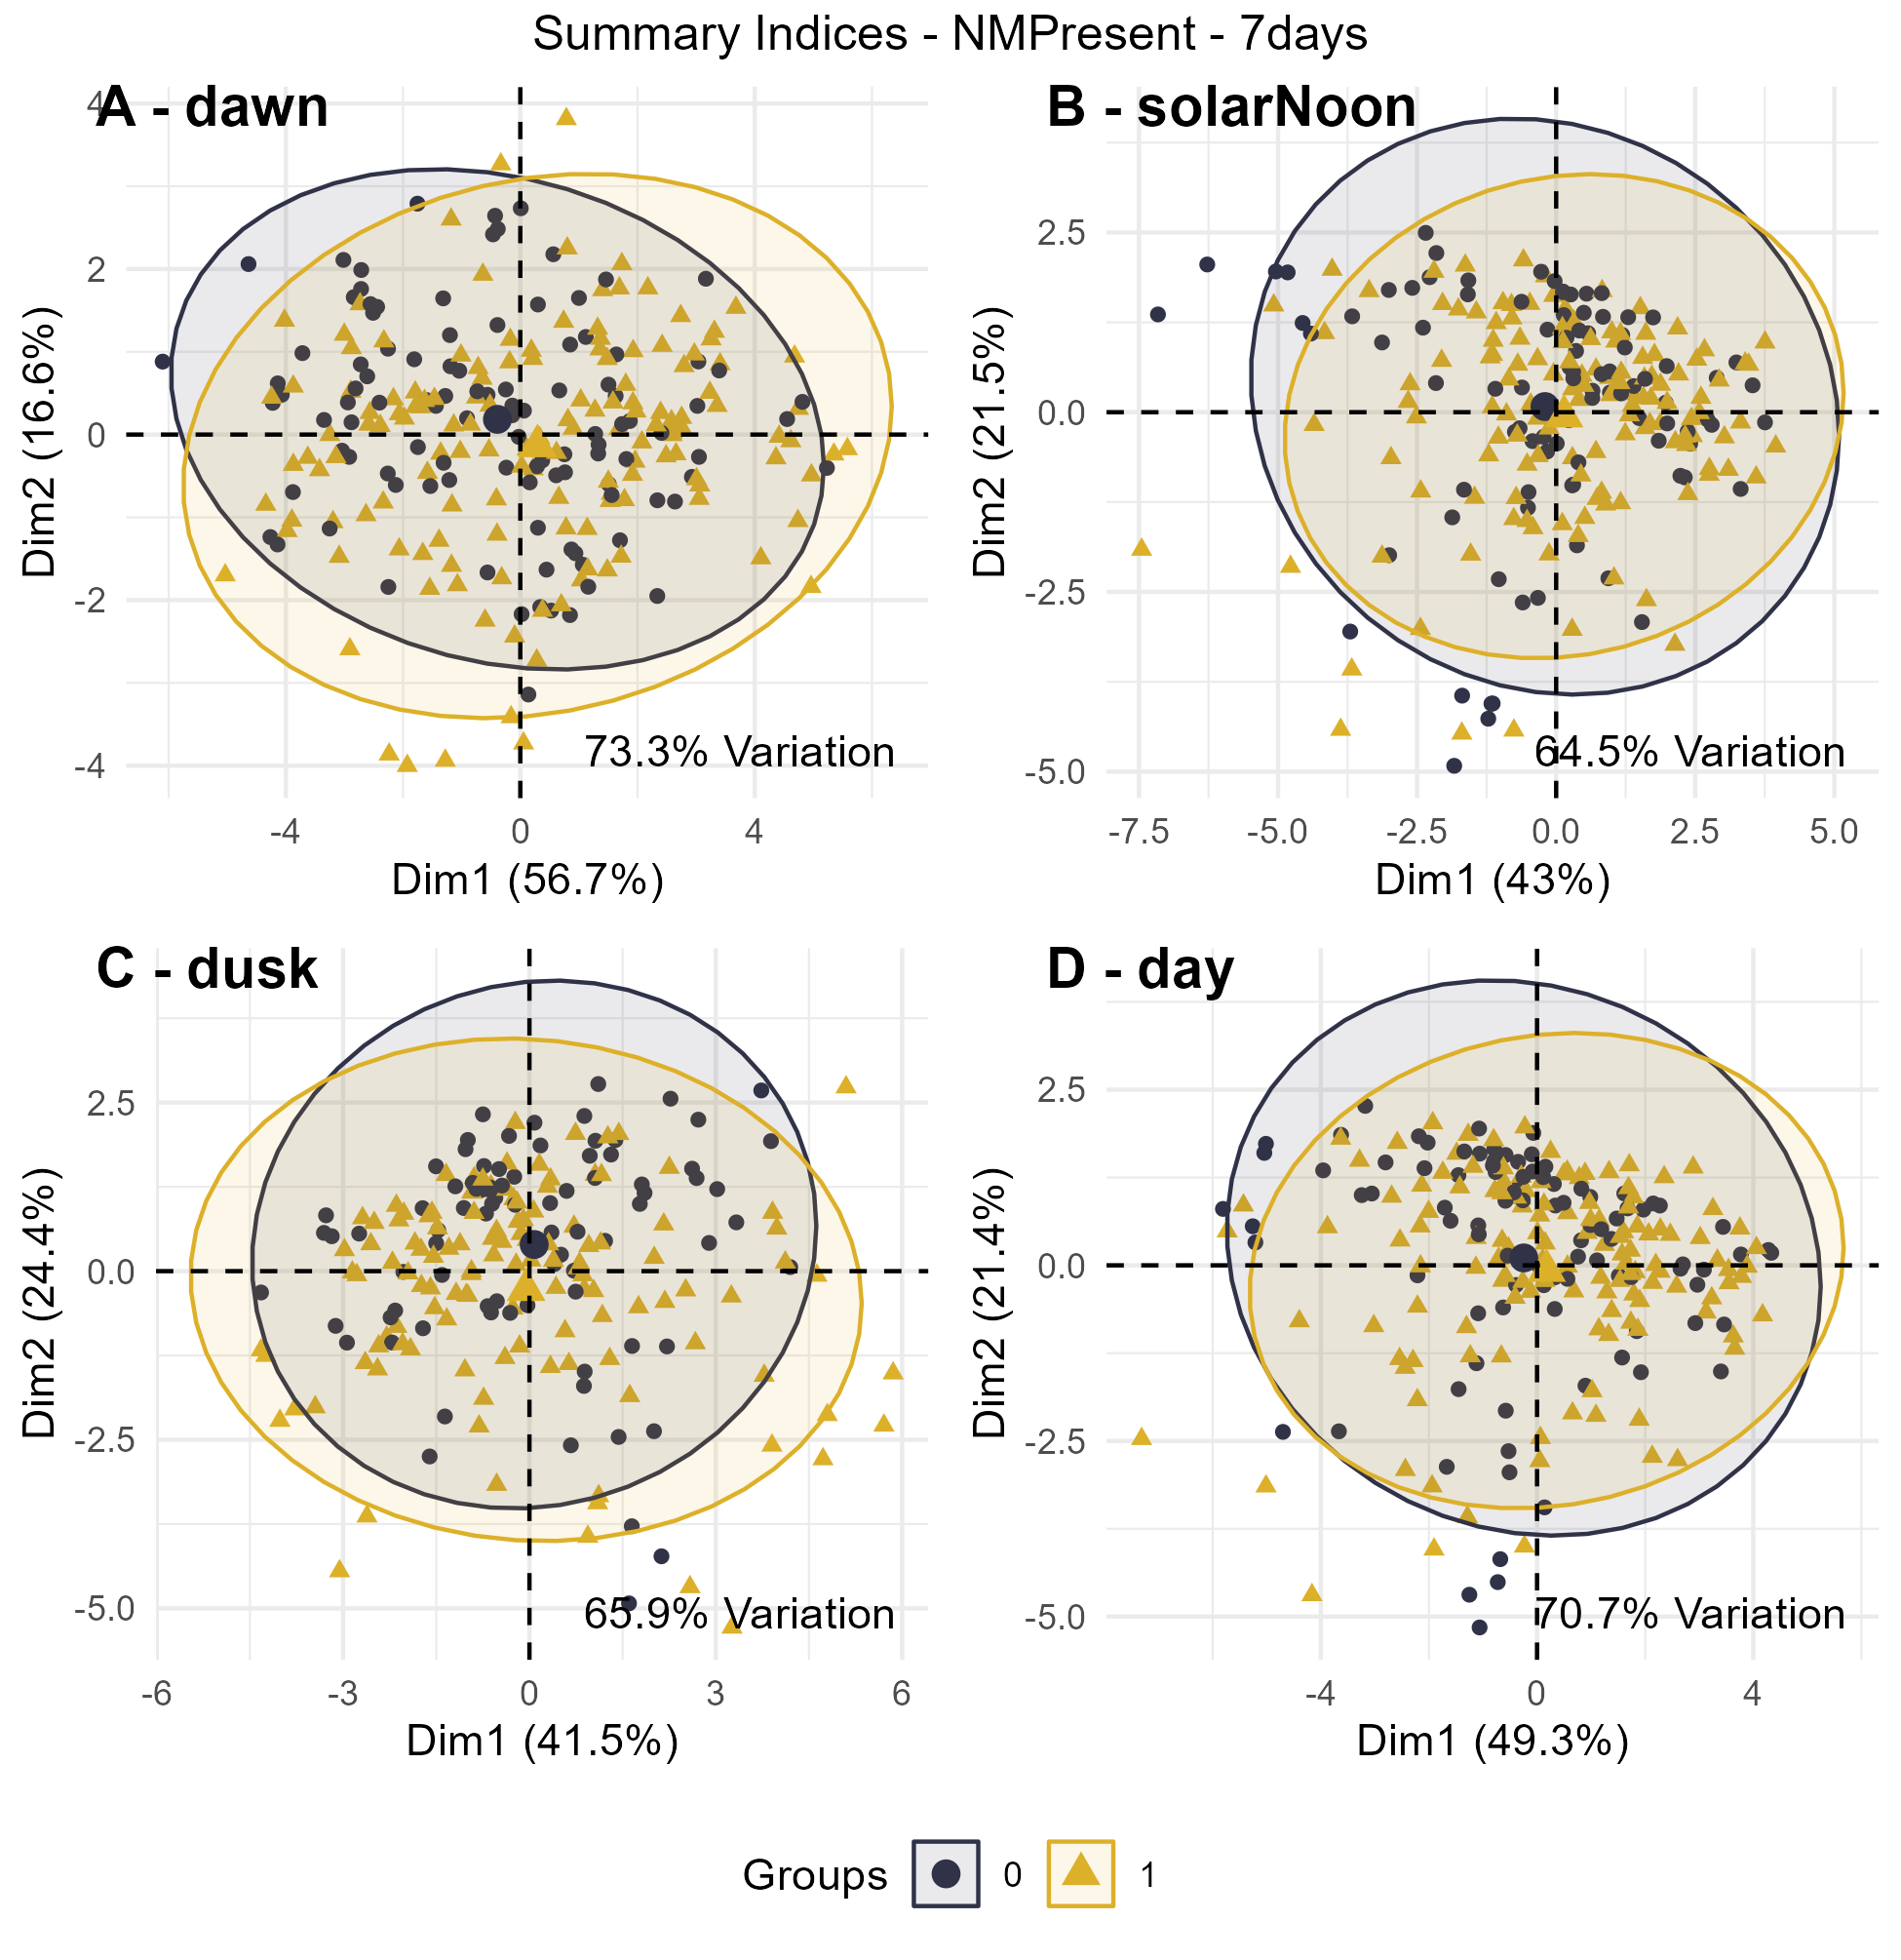 Summary Indices - NMPresent - 7days
A - dawn
4
2
0
-2
-4
Dim2 (16.6%)
73.3% Variation
-4 0 4
Dim1 (56.7%)
B - solarNoon
2.5
0.0
-2.5
-5.0
Dim2 (21.5%)
64.5% Variation
-7.5 -5.0 -2.5 0.0 2.5 5.0
Dim1 (43%)
C - dusk
2.5
0.0
-2.5
-5.0
Dim2 (24.4%)
65.9% Variation
-6 -3 0 3 6
Dim1 (41.5%)
D - day
2.5
0.0
-2.5
-5.0
Dim2 (21.4%)
70.7% Variation
-4 0 4
Dim1 (49.3%)
Groups 0 1